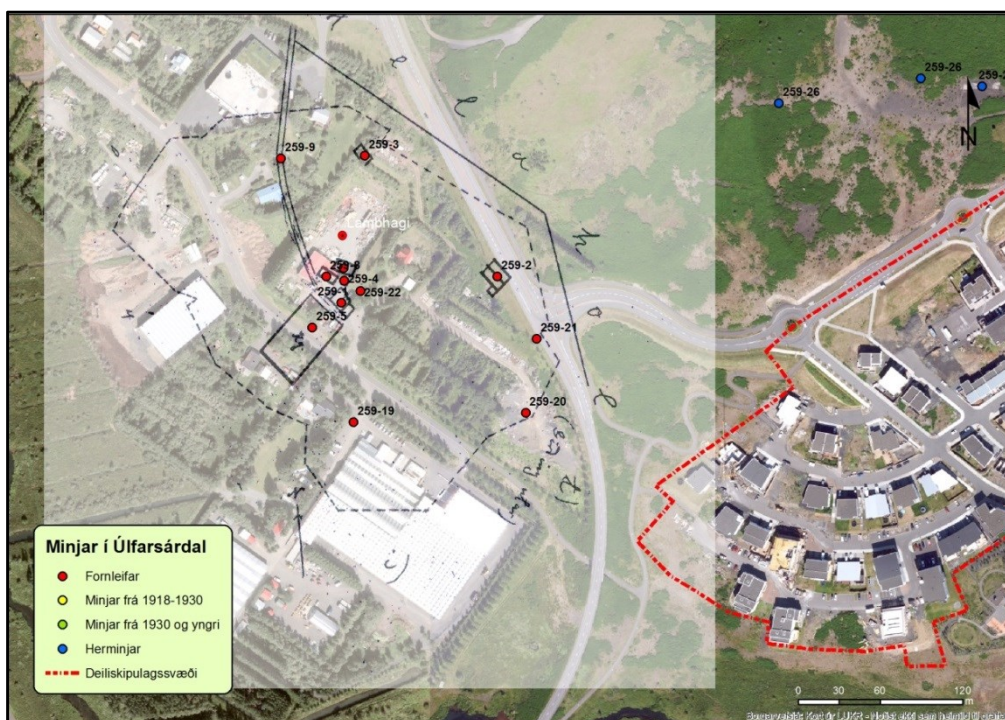 259-26
259-26
N
259-9
259-3
Lambhagi
259-2
259-8
259-4
259-22
259-1
259-5
259-21
259-19
259-20
Minjar í Úlfarsárdal
Fornleifar
Minjar frá 1918-1930
Minjar frá 1930 og yngri
Herminjar
Deiliskipulagssvæði
0 30 60 120
m